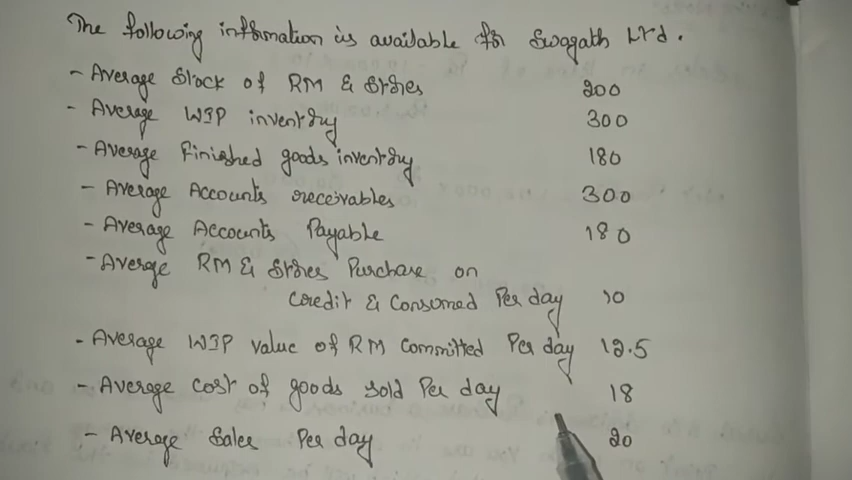 The following information is available for Swagath Ltd.
- Average Stock of RM & Stores 200
- Average WIP inventory 300
- Average Finished goods inventory 180
- Average Accounts receivables 300
- Average Accounts Payable 180
- Averge RM & Stores Purchase on
credit & Consumed Per day 10
- Average WIP value of RM committed Per day 12.5
- Average cost of goods sold Per day 18
- Average Sales Per day 20